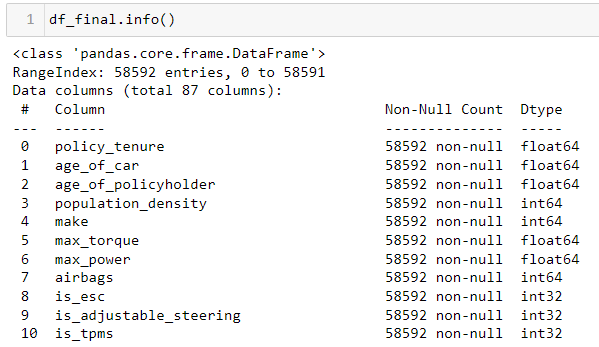 1 df_final.info()
<class 'pandas.core.frame.DataFrame'>
RangeIndex: 58592 entries, 0 to 58591
Data columns (total 87 columns):
 #   Column                                  Non-Null Count  Dtype
---  ------                                  --------------  -----
 0   policy_tenure                           58592 non-null  float64
 1   age_of_car                              58592 non-null  float64
 2   age_of_policyholder                     58592 non-null  float64
 3   population_density                      58592 non-null  int64
 4   make                                    58592 non-null  int64
 5   max_torque                              58592 non-null  float64
 6   max_power                               58592 non-null  float64
 7   airbags                                 58592 non-null  int64
 8   is_esc                                  58592 non-null  int32
 9   is_adjustable_steering                  58592 non-null  int32
 10  is_tpms                                 58592 non-null  int32